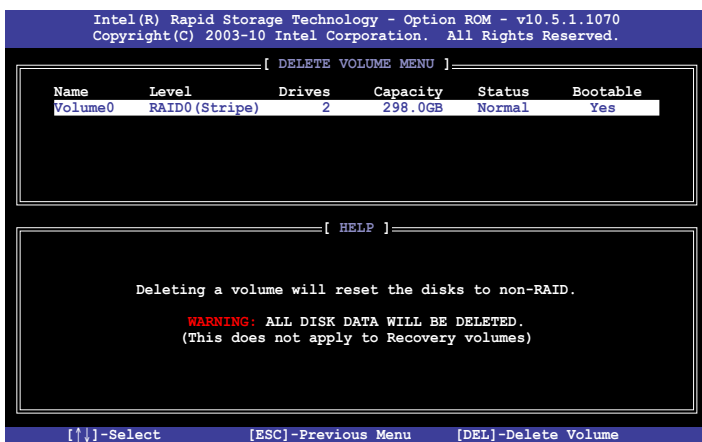 Intel(R) Rapid Storage Technology - Option ROM - v10.5.1.1070
Copyright(C) 2003-10 Intel Corporation. All Rights Reserved.
[ DELETE VOLUME MENU ]
Name Level Drives Capacity Status Bootable
Volume0 RAID0(Stripe) 2 298.0GB Normal Yes
[ HELP ]
Deleting a volume will reset the disks to non-RAID.
WARNING: ALL DISK DATA WILL BE DELETED.
(This does not apply to Recovery volumes)
[↑↓]-Select [ESC]-Previous Menu [DEL]-Delete Volume